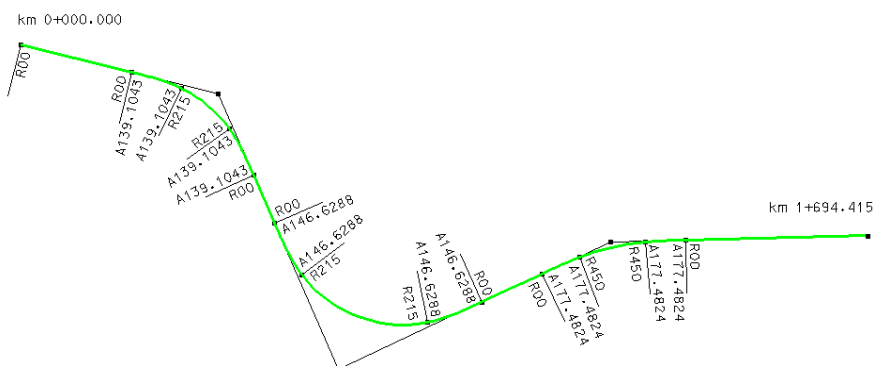 km 0+000.000
R00
R00
A139.1043
A139.1043
R215
R215
A139.1043
A139.1043
R00
R00
A146.6288
A146.6288
R215
A146.6288
R215
A146.6288
R00
R00
A177.4824
R450
A177.4824
R450
A177.4824
R00
A177.4824
km 1+694.415